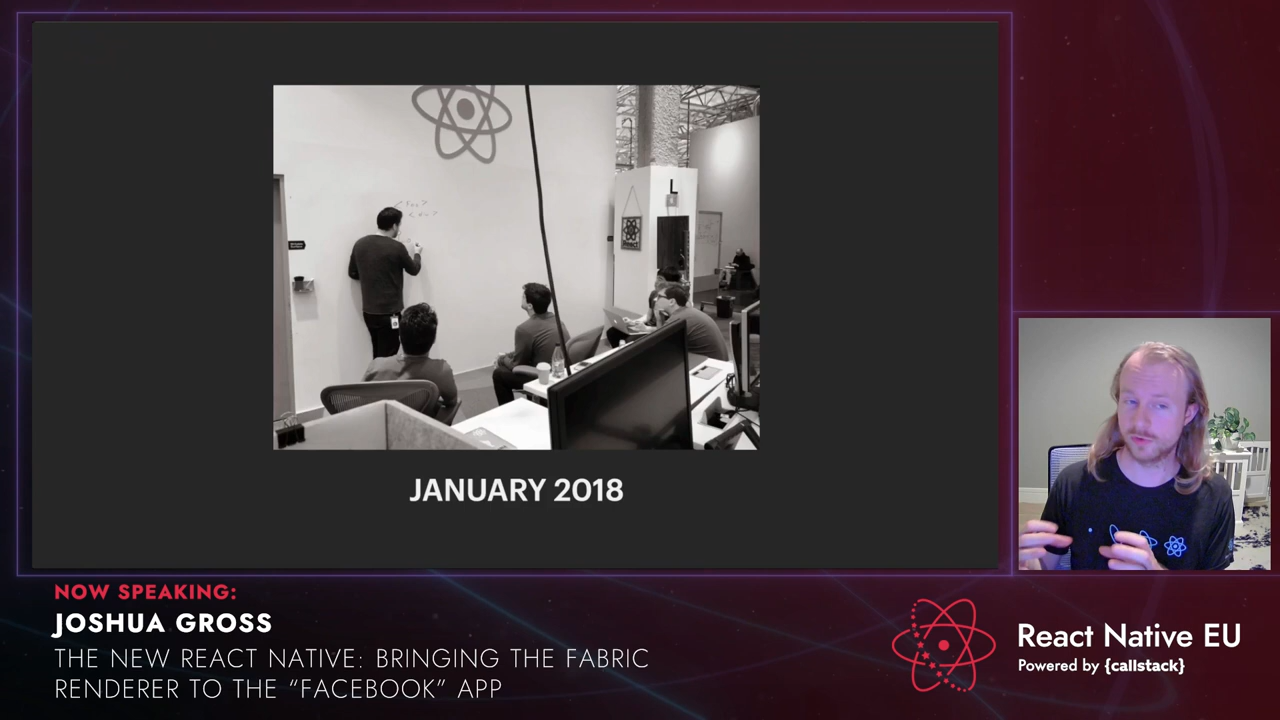 L
REACT
JANUARY 2018
NOW SPEAKING:
JOSHUA GROSS
THE NEW REACT NATIVE: BRINGING THE FABRIC
RENDERER TO THE “FACEBOOK” APP
React Native EU
Powered by {callstack}